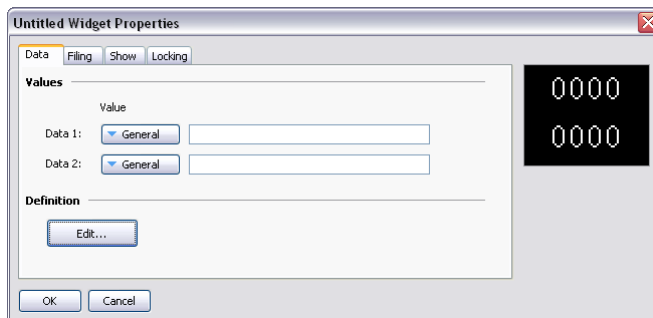 Untitled Widget Properties
Data Filing Show Locking
Values
Value
Data 1: General
Data 2: General
Definition
Edit...
OK Cancel
0000
0000